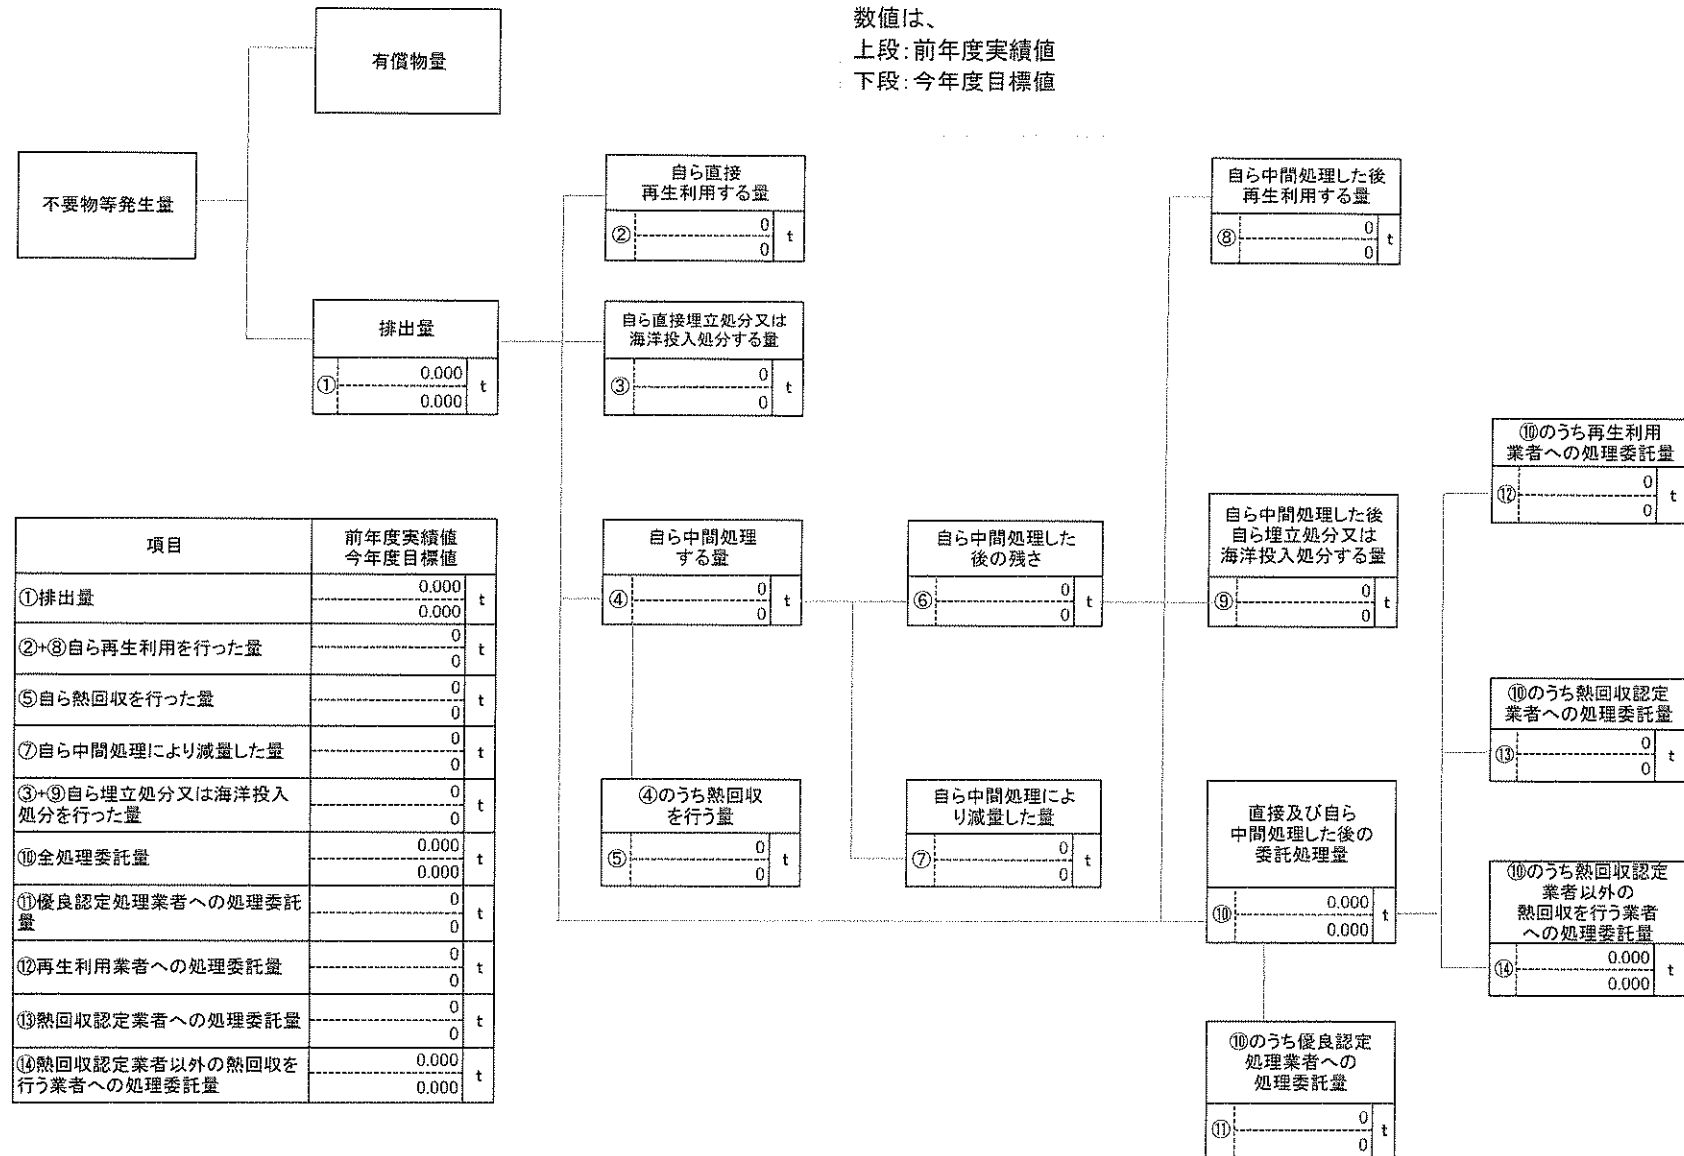 数値は、
上段:前年度実績値
下段:今年度目標値
有償物量
不要物等発生量
排出量
① 0.000 t
0.000
自ら直接
再生利用する量
② 0 t
0
自ら直接埋立処分又は
海洋投入処分する量
③ 0 t
0
自ら中間処理
する量
④ 0 t
0
④のうち熱回収
を行う量
⑤ 0 t
0
自ら中間処理した
後の残さ
⑥ 0 t
0
自ら中間処理によ
り減量した量
⑦ 0 t
0
自ら中間処理した後
再生利用する量
⑧ 0 t
0
自ら中間処理した後
自ら埋立処分又は
海洋投入処分する量
⑨ 0 t
0
直接及び自ら
中間処理した後の
委託処理量
⑩ 0.000 t
0.000
⑩のうち優良認定
処理業者への
処理委託量
⑪ 0 t
0
⑩のうち再生利用
業者への処理委託量
⑫ 0 t
0
⑩のうち熱回収認定
業者への処理委託量
⑬ 0 t
0
⑩のうち熱回収認定
業者以外の
熱回収を行う業者
への処理委託量
⑭ 0.000 t
0.000
項目 前年度実績値
今年度目標値
①排出量 0.000 t
0.000
②+⑧自ら再生利用を行った量 0 t
0
⑤自ら熱回収を行った量 0 t
0
⑦自ら中間処理により減量した量 0 t
0
③+⑨自ら埋立処分又は海洋投入
処分を行った量 0 t
0
⑩全処理委託量 0.000 t
0.000
⑪優良認定処理業者への処理委託
量 0 t
0
⑫再生利用業者への処理委託量 0 t
0
⑬熱回収認定業者への処理委託量 0 t
0
⑭熱回収認定業者以外の熱回収を
行う業者への処理委託量 0.000 t
0.000